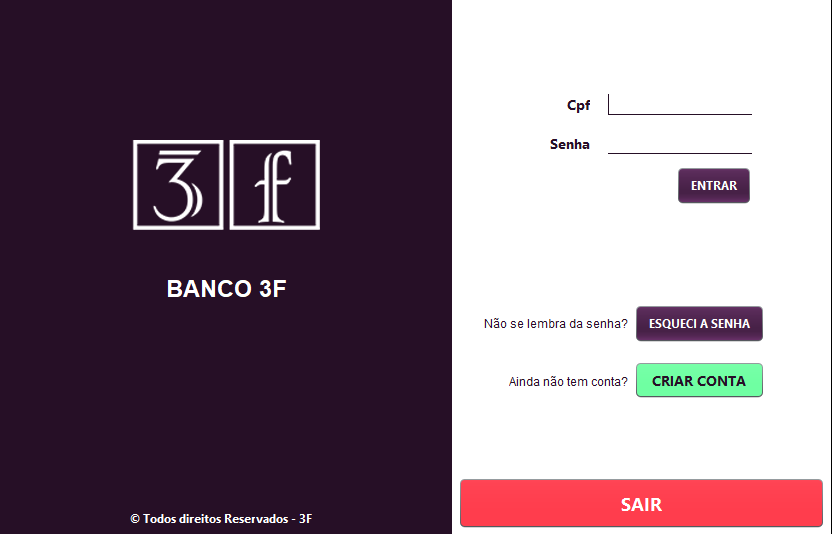 3 f
BANCO 3F
© Todos direitos Reservados - 3F
Cpf
Senha
ENTRAR
Não se lembra da senha? ESQUECI A SENHA
Ainda não tem conta? CRIAR CONTA
SAIR